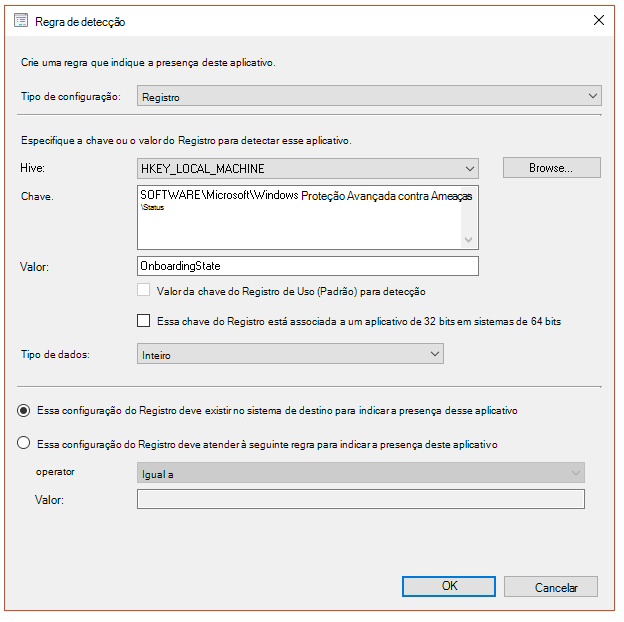 Regra de detecção
Crie uma regra que indique a presença deste aplicativo.
Tipo de configuração: Registro
Especifique a chave ou o valor do Registro para detectar esse aplicativo.
Hive: HKEY_LOCAL_MACHINE Browse...
Chave. SOFTWARE\Microsoft\Windows Proteção Avançada contra Ameaças
\Status
Valor: OnboardingState
Valor da chave do Registro de Uso (Padrão) para detecção
Essa chave do Registro está associada a um aplicativo de 32 bits em sistemas de 64 bits
Tipo de dados: Inteiro
Essa configuração do Registro deve existir no sistema de destino para indicar a presença desse aplicativo
Essa configuração do Registro deve atender à seguinte regra para indicar a presença deste aplicativo
operator Igual a
Valor:
OK Cancelar